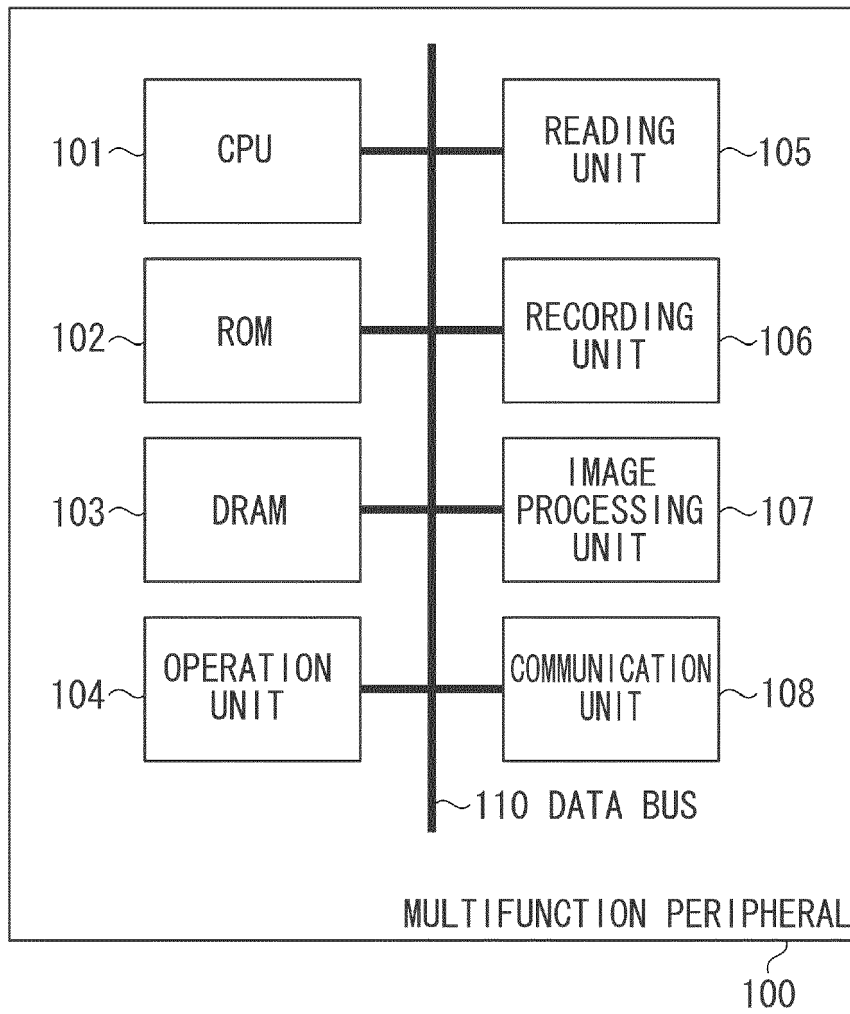 101
CPU
READING
UNIT
105
102
ROM
RECORDING
UNIT
106
103
DRAM
IMAGE
PROCESSING
UNIT
107
104
OPERATION
UNIT
COMMUNICATION
UNIT
108
110 DATA BUS
MULTIFUNCTION PERIPHERAL
100